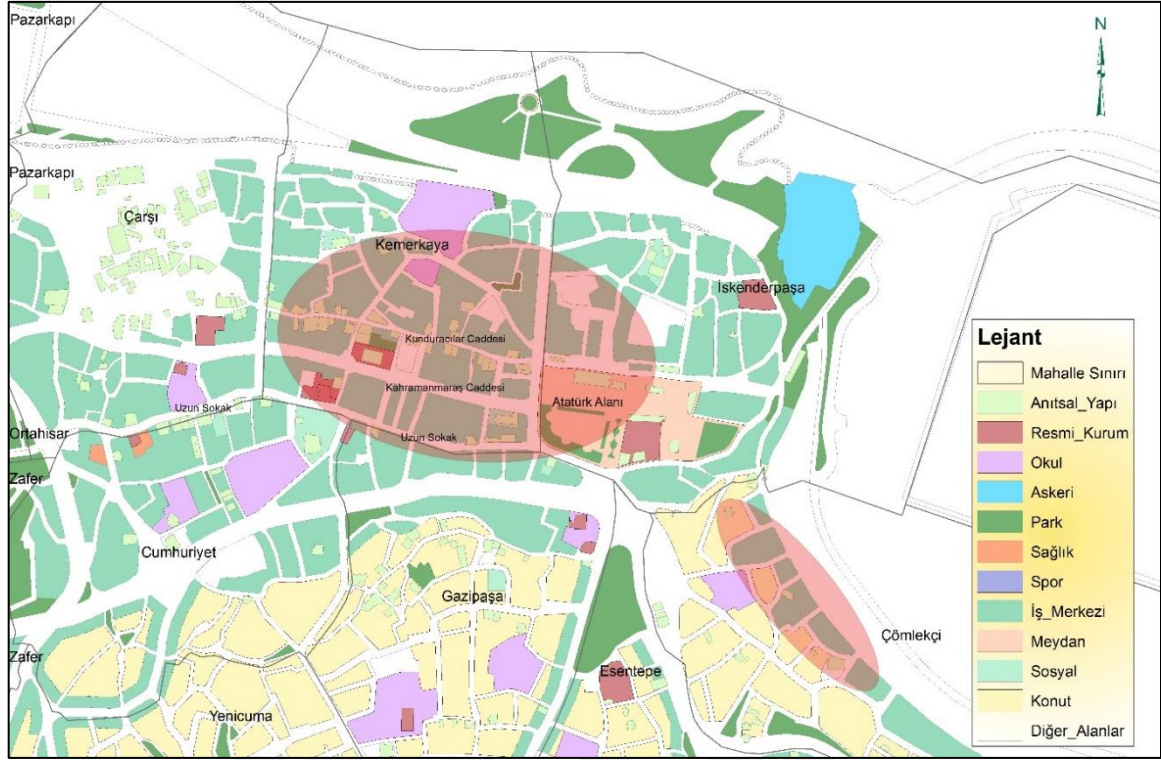 Pazarkapı
N
Pazarkapı
Çarşı
Kemerkaya
İskenderpaşa
Kunduracılar Caddesi
Kahramanmaraş Caddesi
Atatürk Alanı
Uzun Sokak
Uzun Sokak
Ortahisar
Zafer
Cumhuriyet
Gazipaşa
Çömlekçi
Zafer
Esentepe
Yenicuma
Lejant
Mahalle Sınırı
Anıtsal_Yapı
Resmi_Kurum
Okul
Askeri
Park
Sağlık
Spor
İş_Merkezi
Meydan
Sosyal
Konut
Diğer_Alanlar